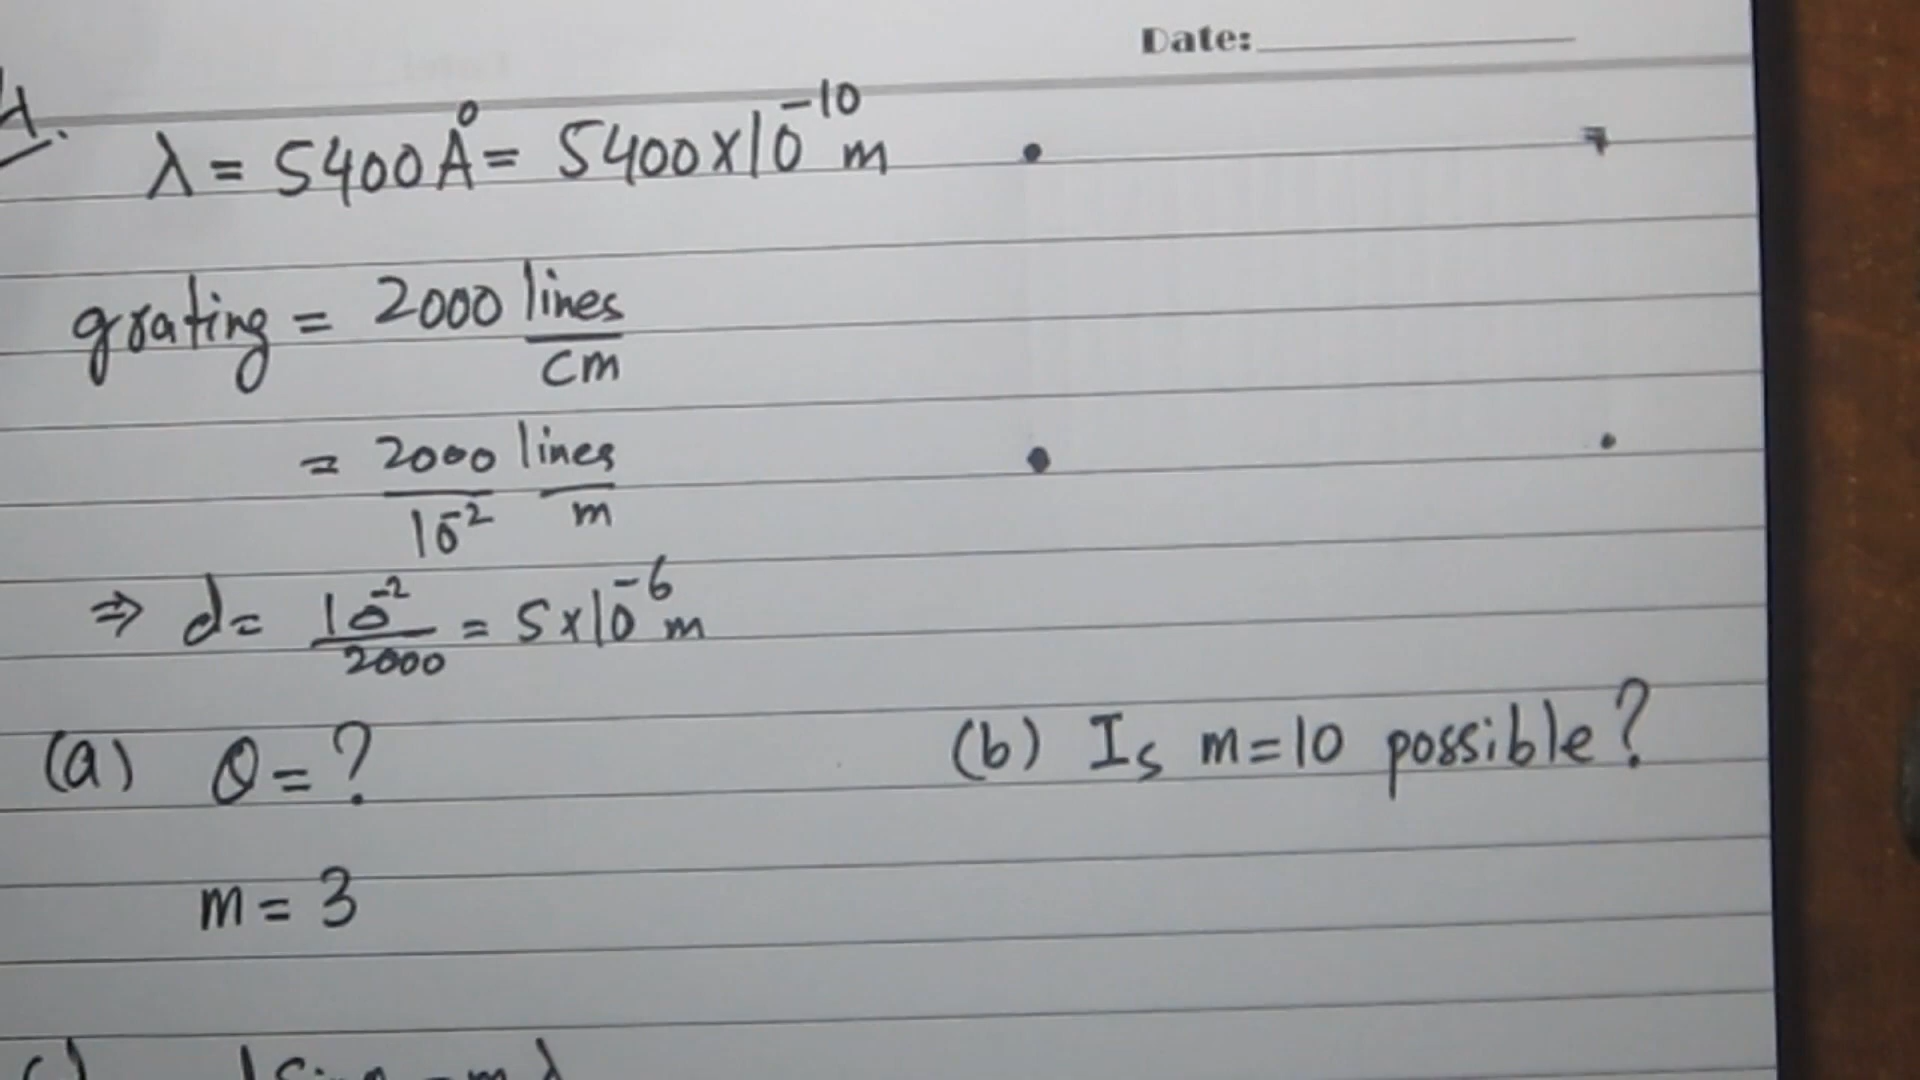 Date:
4.
λ = 5400 Å = 5400×10⁻¹⁰ m
grating = 2000 lines/cm
= 2000/10⁻² lines/m
⇒ d = 10⁻²/2000 = 5×10⁻⁶ m
(a) θ = ?
(b) Is m=10 possible?
m = 3